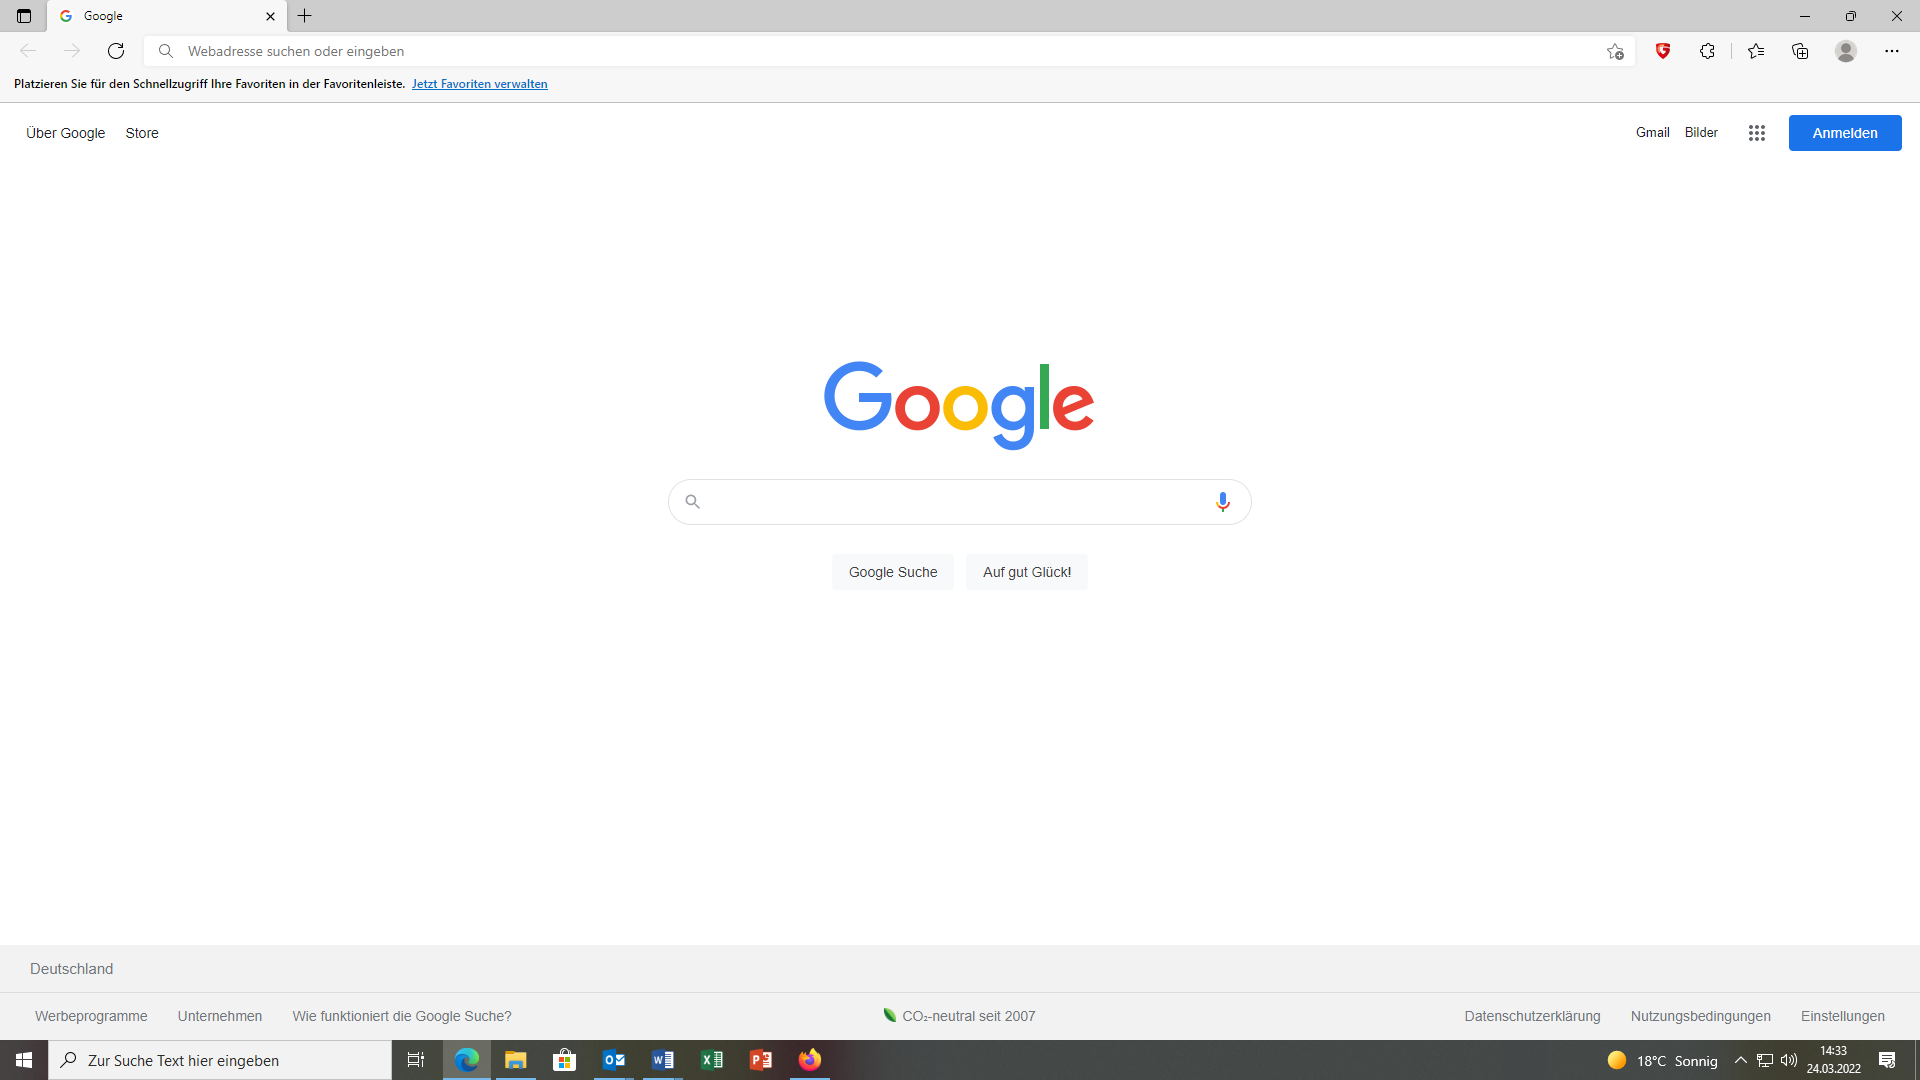 Google
Webadresse suchen oder eingeben
Platzieren Sie für den Schnellzugriff Ihre Favoriten in der Favoritenleiste. Jetzt Favoriten verwalten
Über Google Store Gmail Bilder Anmelden
Google
Google Suche Auf gut Glück!
Deutschland
Werbeprogramme Unternehmen Wie funktioniert die Google Suche? CO₂-neutral seit 2007 Datenschutzerklärung Nutzungsbedingungen Einstellungen
Zur Suche Text hier eingeben 18°C Sonnig 14:33
24.03.2022